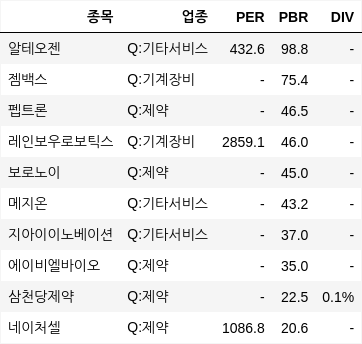 종목 업종 PER PBR DIV
알테오젠 Q:기타서비스 432.6 98.8 -
젬백스 Q:기계장비 - 75.4 -
펩트론 Q:제약 - 46.5 -
레인보우로보틱스 Q:기계장비 2859.1 46.0 -
보로노이 Q:제약 - 45.0 -
메지온 Q:기타서비스 - 43.2 -
지아이이노베이션 Q:기타서비스 - 37.0 -
에이비엘바이오 Q:제약 - 35.0 -
삼천당제약 Q:제약 - 22.5 0.1%
네이처셀 Q:제약 1086.8 20.6 -